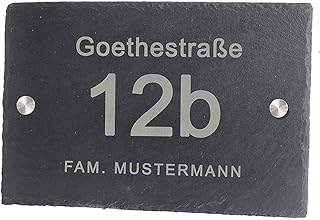 Goethestraße
12b
FAM. MUSTERMANN